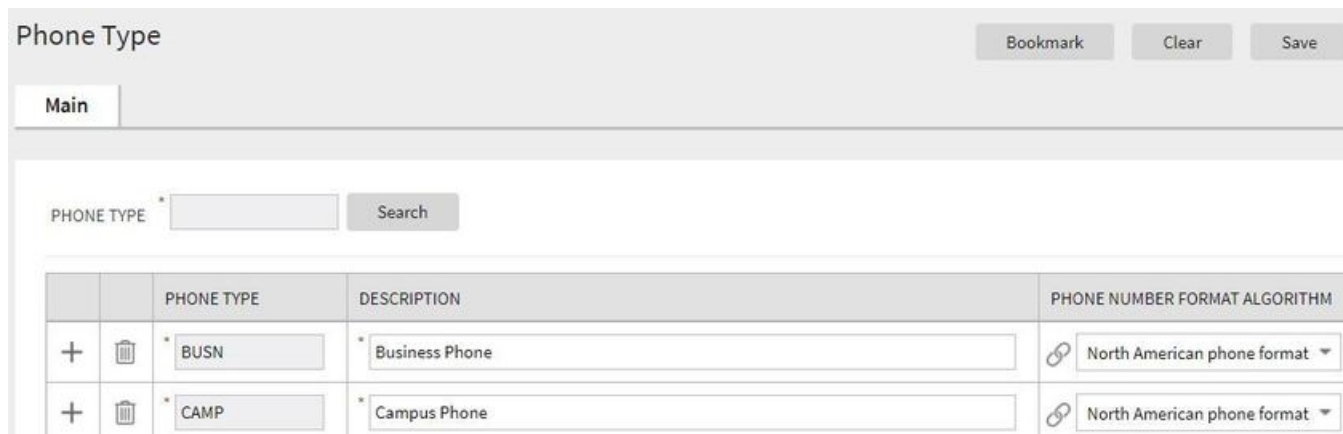 Phone Type
Bookmark Clear Save
Main
PHONE TYPE * Search
PHONE TYPE DESCRIPTION PHONE NUMBER FORMAT ALGORITHM
* BUSN * Business Phone North American phone format
* CAMP * Campus Phone North American phone format